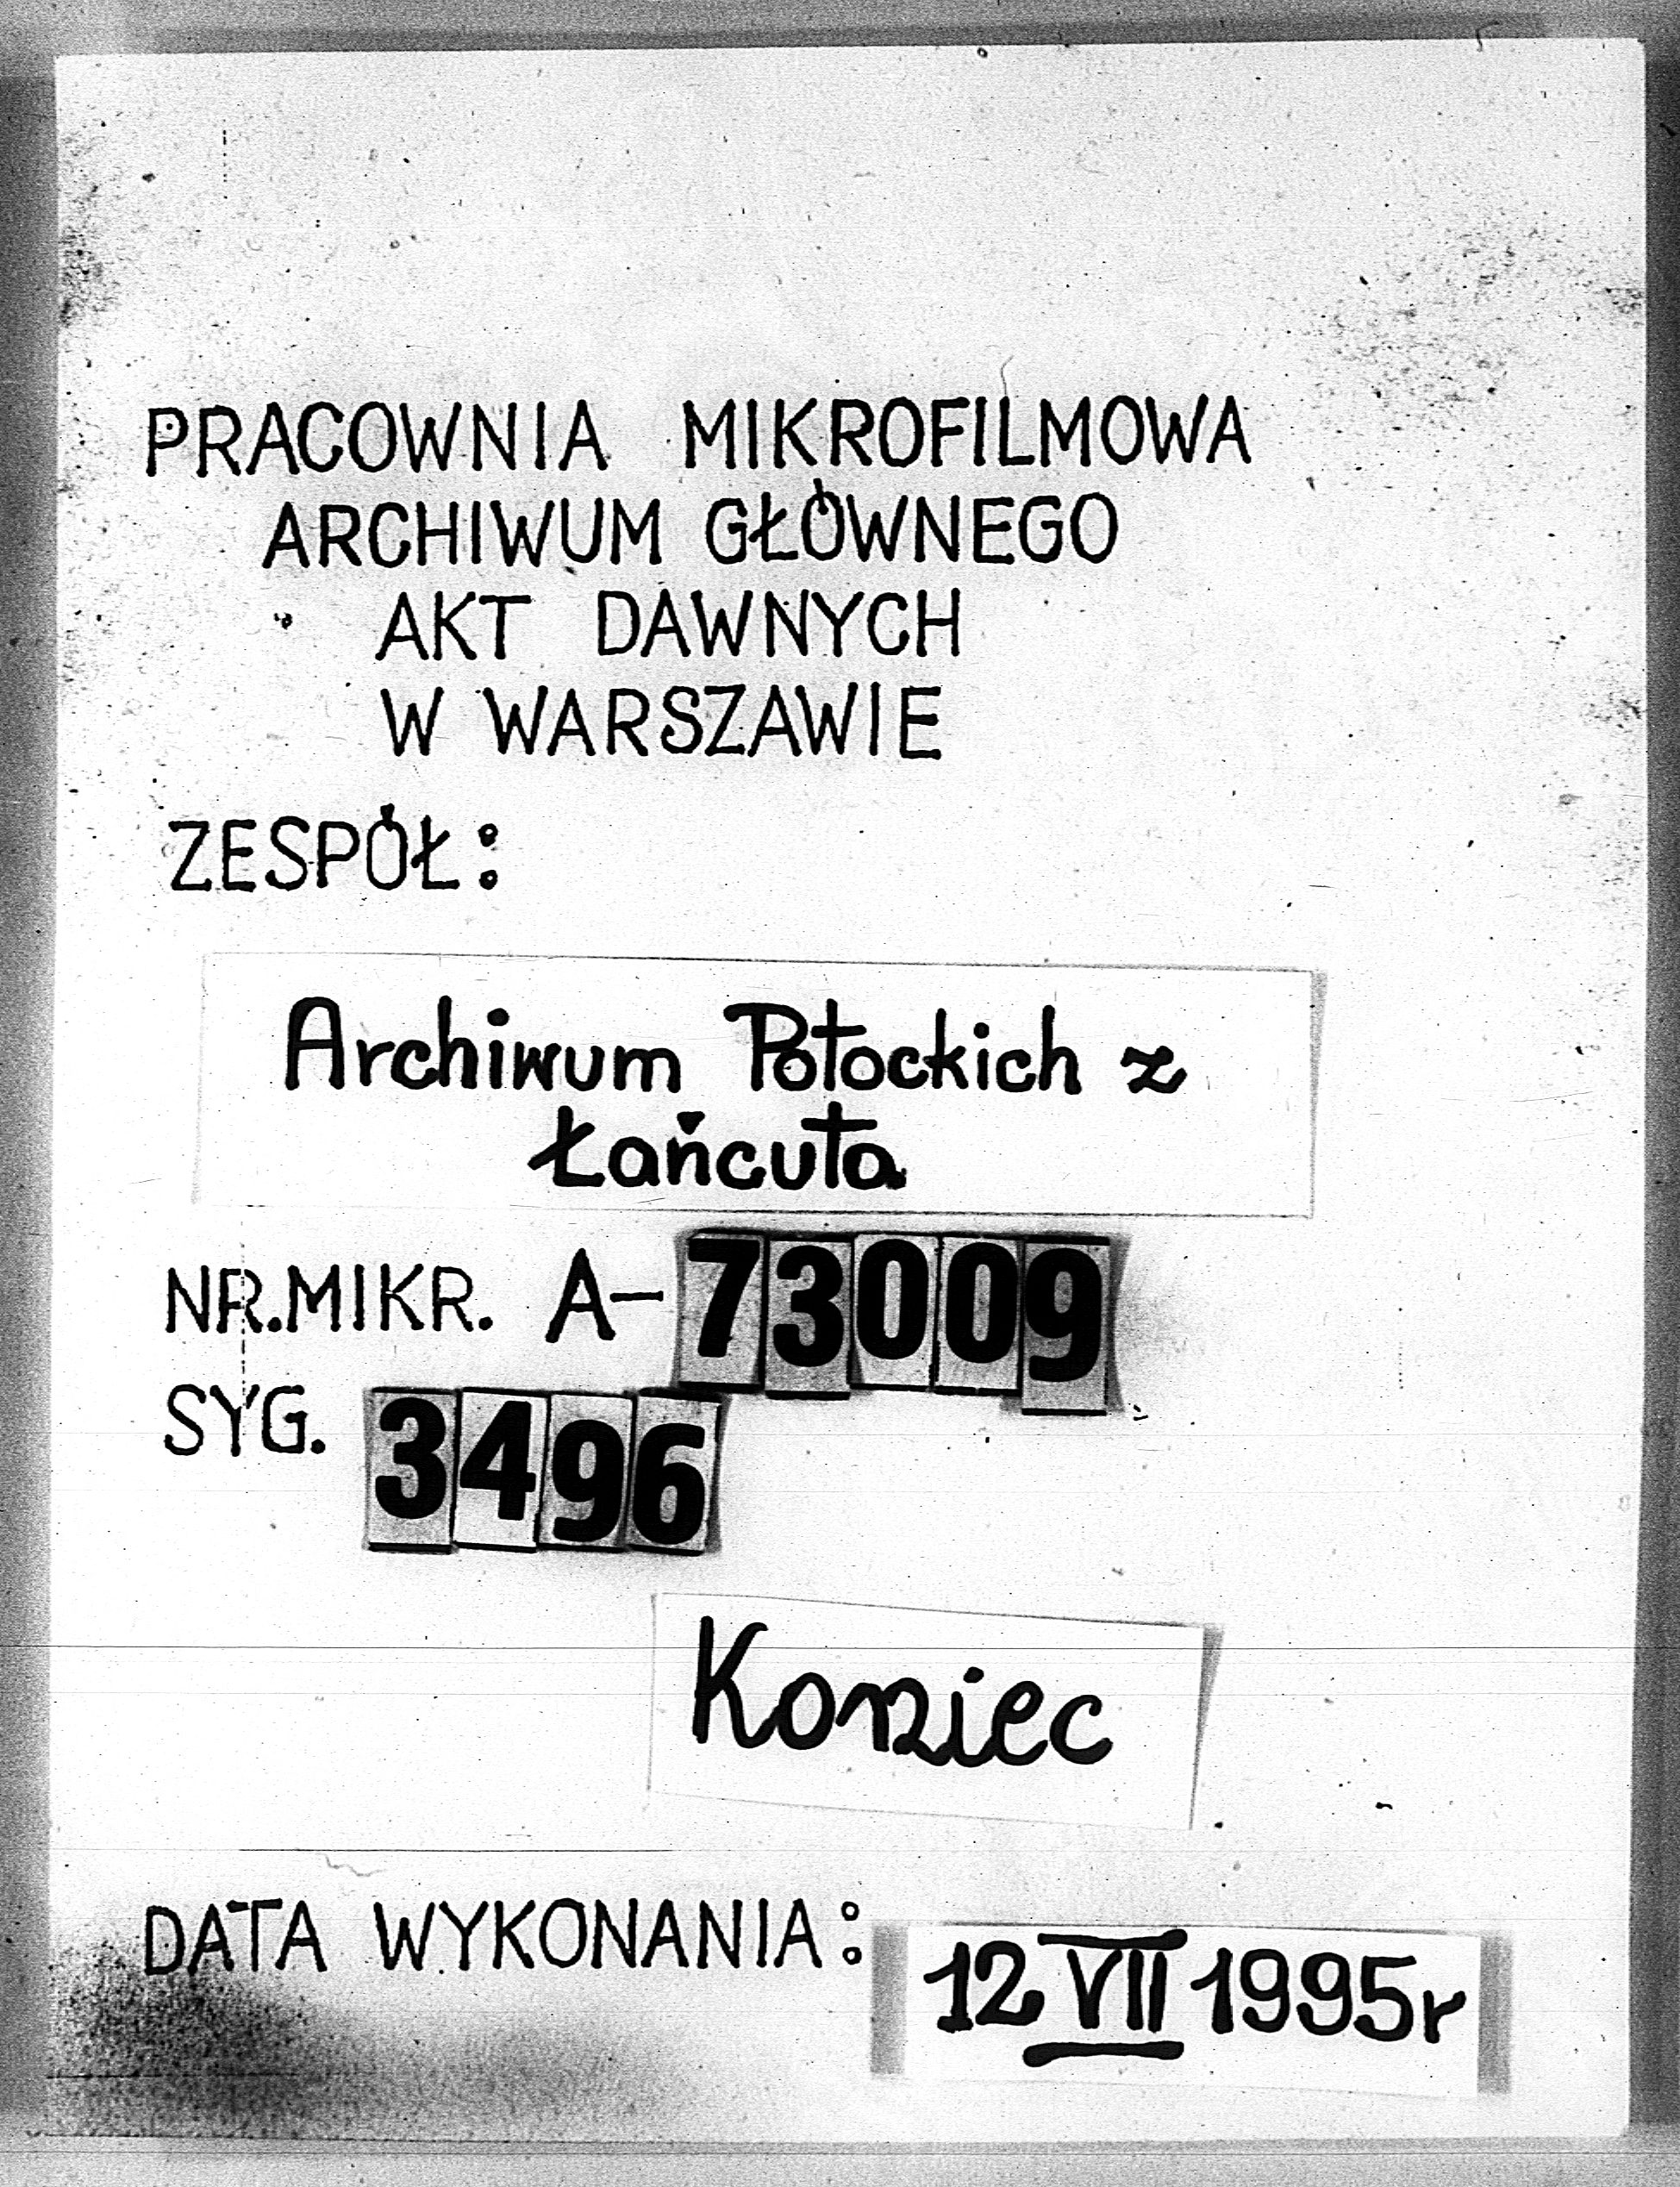 PRACOWNIA MIKROFILMOWA
ARCHIWUM GŁÓWNEGO
AKT DAWNYCH
W WARSZAWIE
ZESPÓŁ:
Archiwum Potockich z
Łańcuta
NR.MIKR. A-73009
SYG. 3496
Koniec
DATA WYKONANIA: 12 VII 1995r